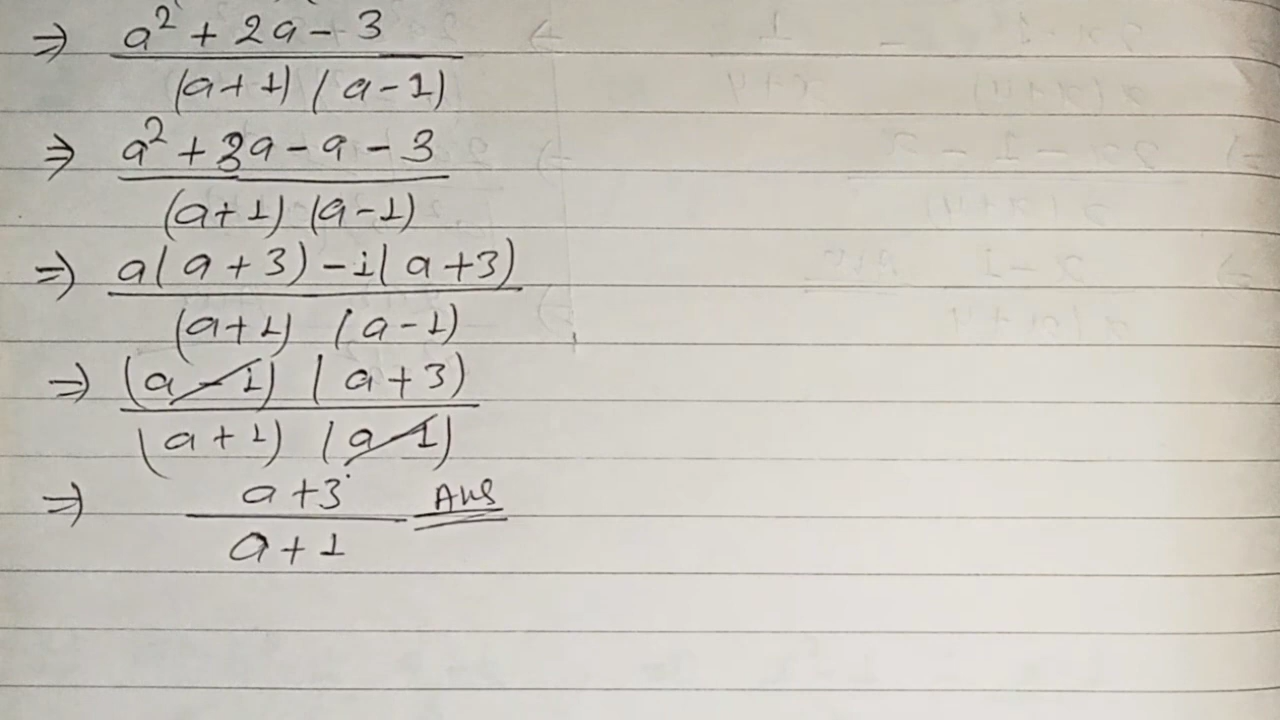 ⇒ a² + 2a - 3
(a+1) (a-1)
⇒ a² + 3a - a - 3
(a+1) (a-1)
⇒ a(a+3) - 1(a+3)
(a+1) (a-1)
⇒ (a-1) (a+3)
(a+1) (a-1)
⇒ a+3 Ans
a+1